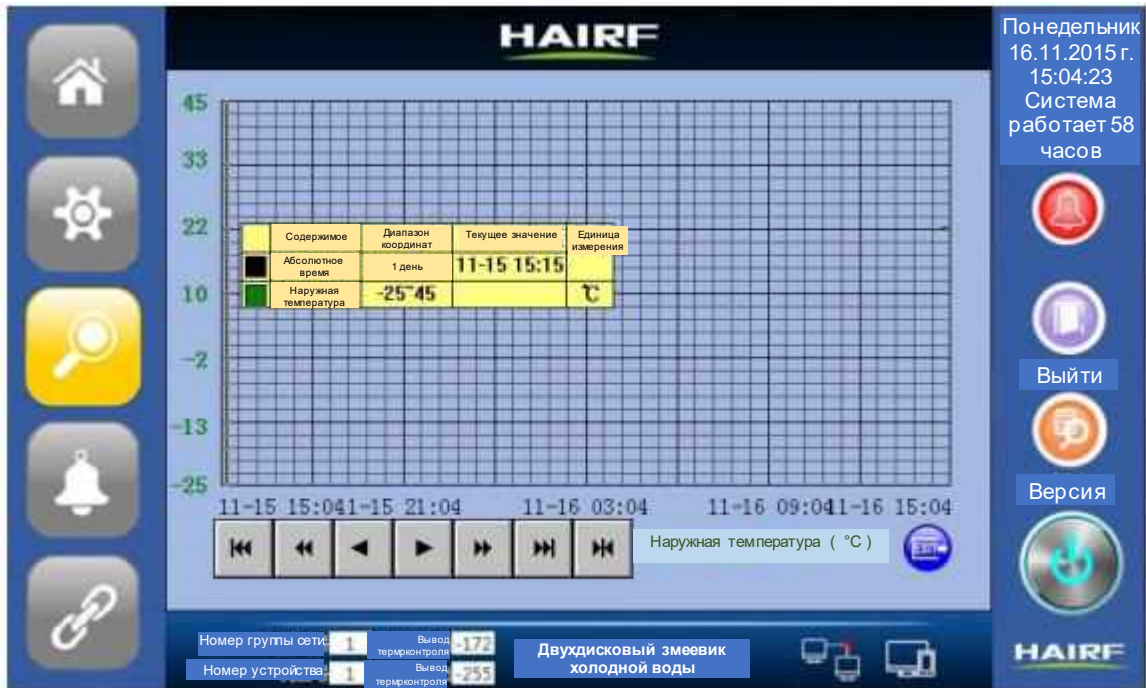 HAIRF
Понедельник
16.11.2015 г.
15:04:23
Система
работает 58
часов
45
33
22
10
-2
-13
-25
Содержимое
Диапазон
координат
Текущее значение
Единица
измерения
Абсолютное
время
1 день
11-15 15:15
Наружная
температура
-25~45
℃
11-15 15:04
1-15 21:04
11-16 03:04
11-16 09:04
1-16 15:04
Наружная температура ( °C )
Выйти
Версия
HAIRF
Номер группы сети
1
Вывод
термрконтроля
-172
Номер устройства
1
Вывод
термрконтроля
-255
Двухдисковый змеевик
холодной воды